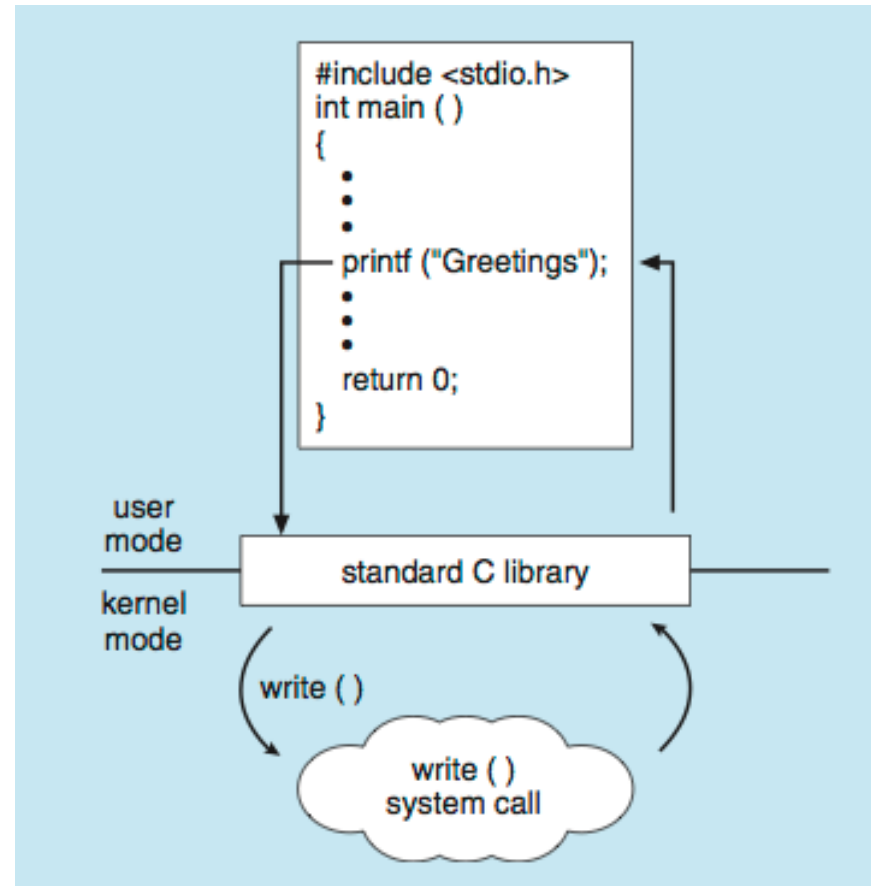 #include <stdio.h>
int main ( )
{
•
•
•
printf ("Greetings");
•
•
•
return 0;
}
user
mode
standard C library
kernel
mode
write ( )
write ( )
system call